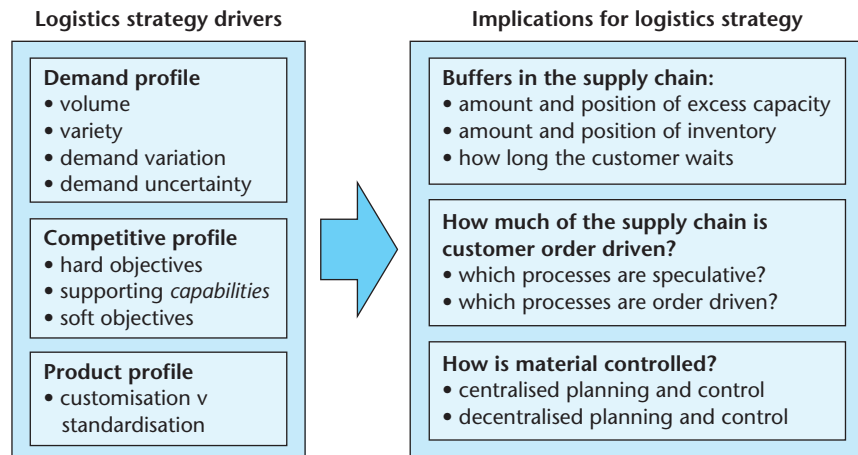 Logistics strategy drivers
Demand profile
• volume
• variety
• demand variation
• demand uncertainty
Competitive profile
• hard objectives
• supporting capabilities
• soft objectives
Product profile
• customisation v
standardisation
Implications for logistics strategy
Buffers in the supply chain:
• amount and position of excess capacity
• amount and position of inventory
• how long the customer waits
How much of the supply chain is
customer order driven?
• which processes are speculative?
• which processes are order driven?
How is material controlled?
• centralised planning and control
• decentralised planning and control